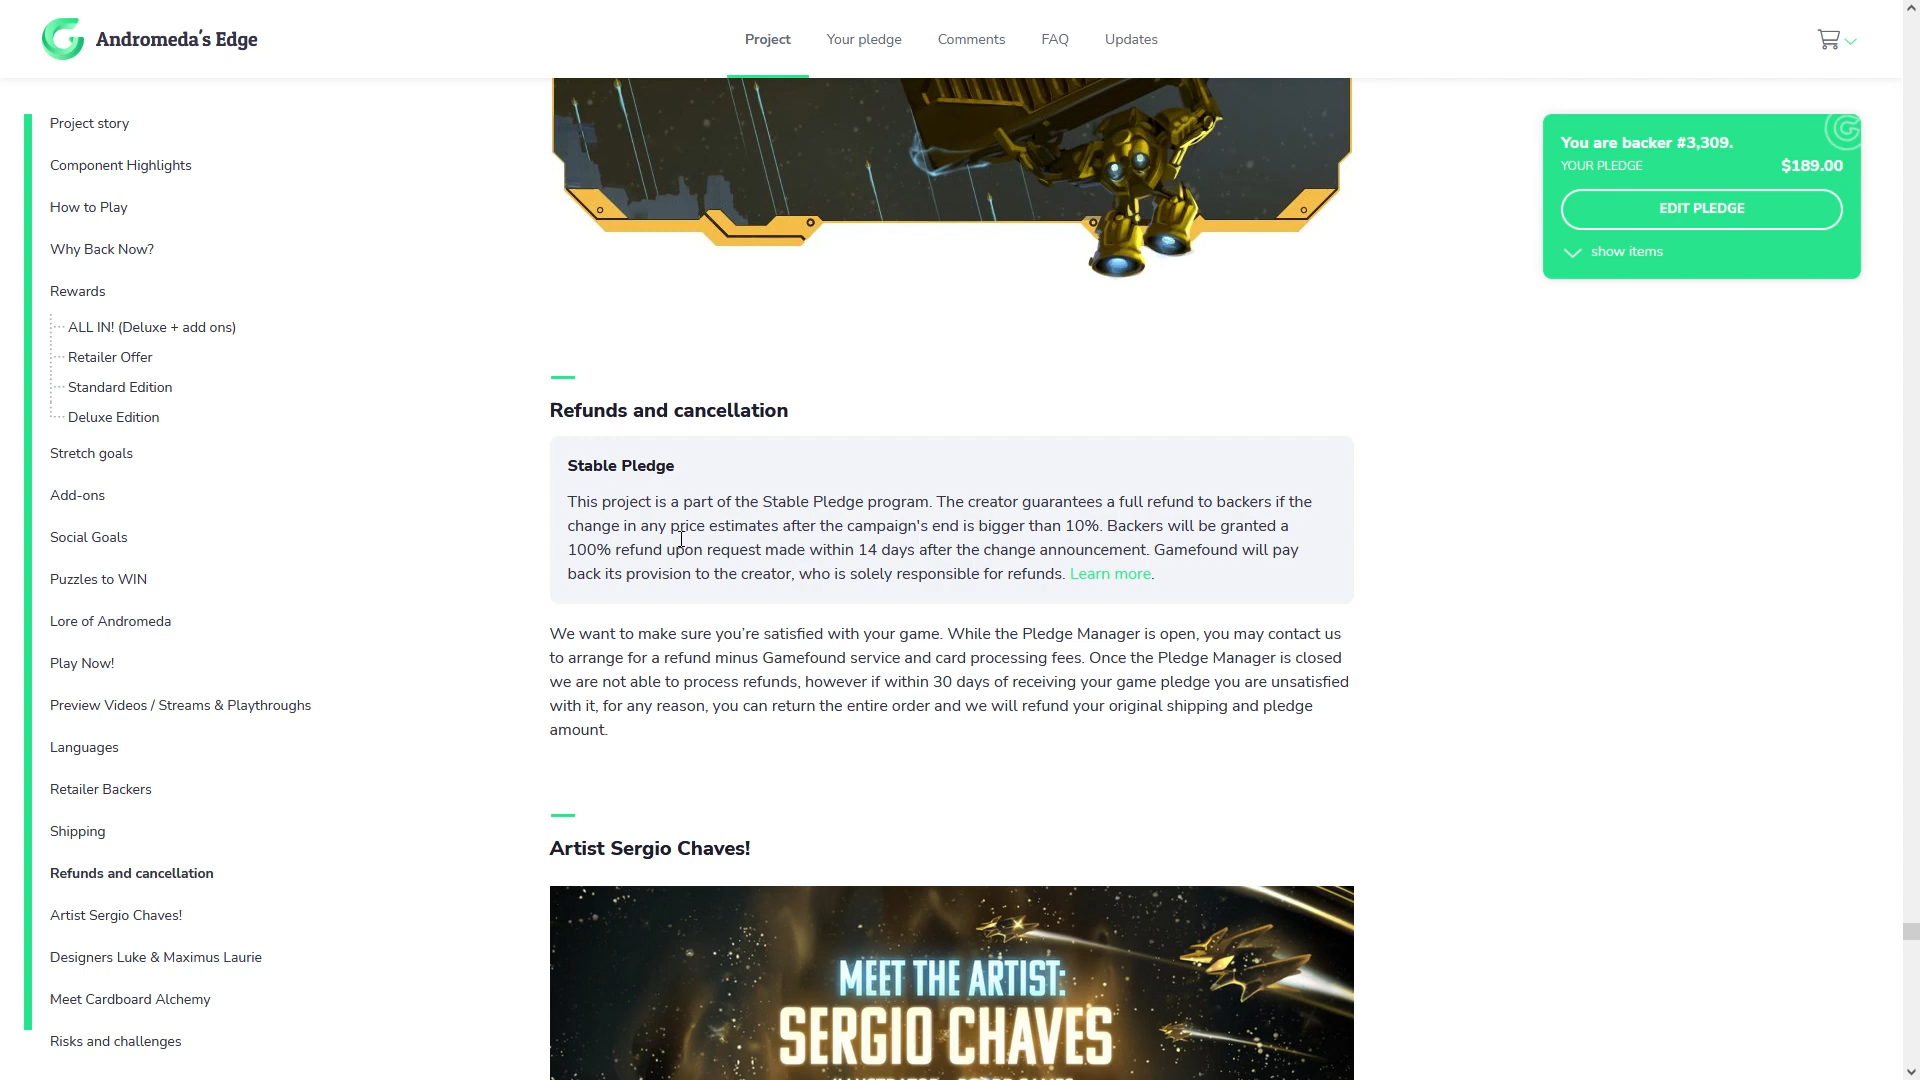 Andromeda's Edge
Project
Your pledge
Comments
FAQ
Updates
Project story
Component Highlights
How to Play
Why Back Now?
Rewards
ALL IN! (Deluxe + add ons)
Retailer Offer
Standard Edition
Deluxe Edition
Stretch goals
Add-ons
Social Goals
Puzzles to WIN
Lore of Andromeda
Play Now!
Preview Videos / Streams & Playthroughs
Languages
Retailer Backers
Shipping
Refunds and cancellation
Artist Sergio Chaves!
Designers Luke & Maximus Laurie
Meet Cardboard Alchemy
Risks and challenges
Refunds and cancellation
Stable Pledge
This project is a part of the Stable Pledge program. The creator guarantees a full refund to backers if the
change in any price estimates after the campaign's end is bigger than 10%. Backers will be granted a
100% refund upon request made within 14 days after the change announcement. Gamefound will pay
back its provision to the creator, who is solely responsible for refunds. Learn more.
We want to make sure you're satisfied with your game. While the Pledge Manager is open, you may contact us
to arrange for a refund minus Gamefound service and card processing fees. Once the Pledge Manager is closed
we are not able to process refunds, however if within 30 days of receiving your game pledge you are unsatisfied
with it, for any reason, you can return the entire order and we will refund your original shipping and pledge
amount.
Artist Sergio Chaves!
MEET THE ARTIST:
SERGIO CHAVES
You are backer #3,309.
YOUR PLEDGE
$189.00
EDIT PLEDGE
show items